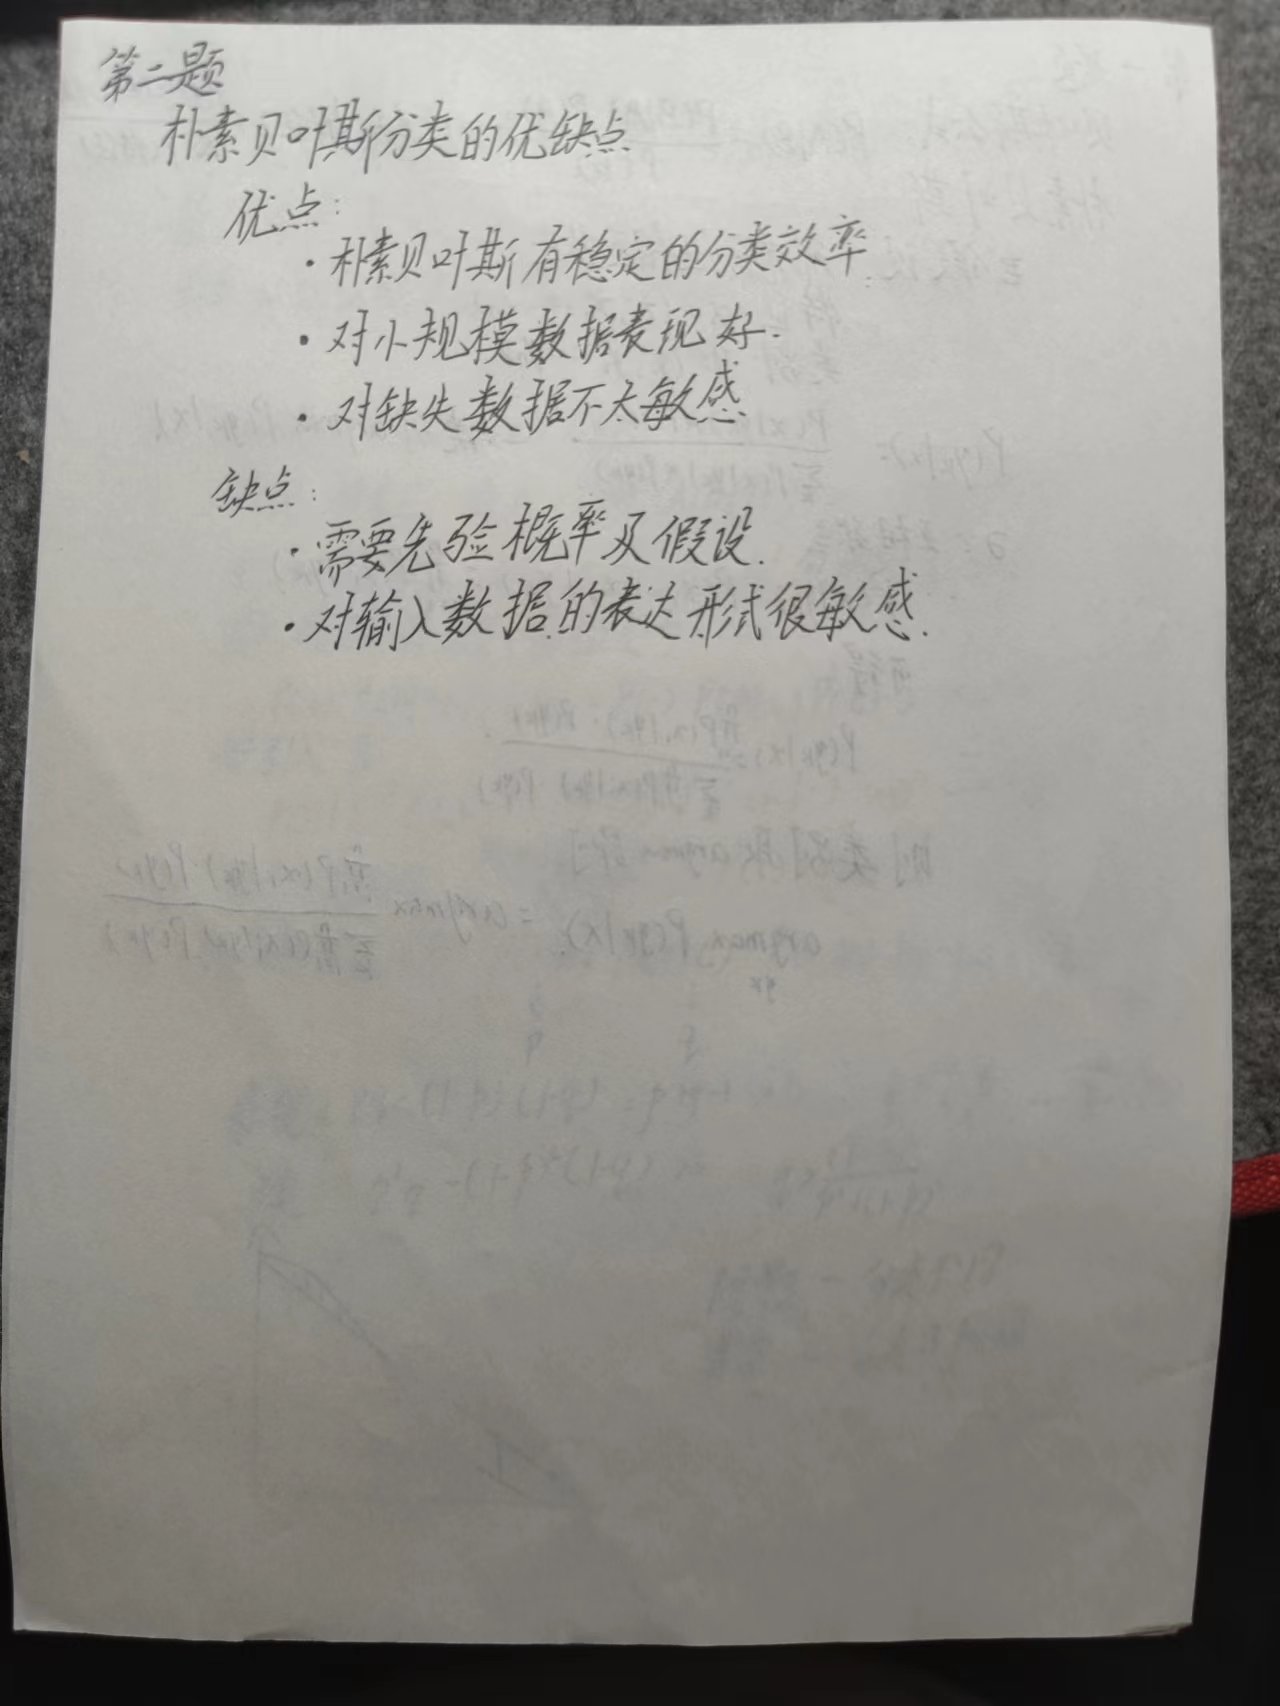 第二题
朴素贝叶斯分类的优缺点
优点:
·朴素贝叶斯有稳定的分类效率.
·对小规模数据表现好.
·对缺失数据不太敏感
缺点:
·需要先验概率及假设.
·对输入数据的表达形式很敏感.